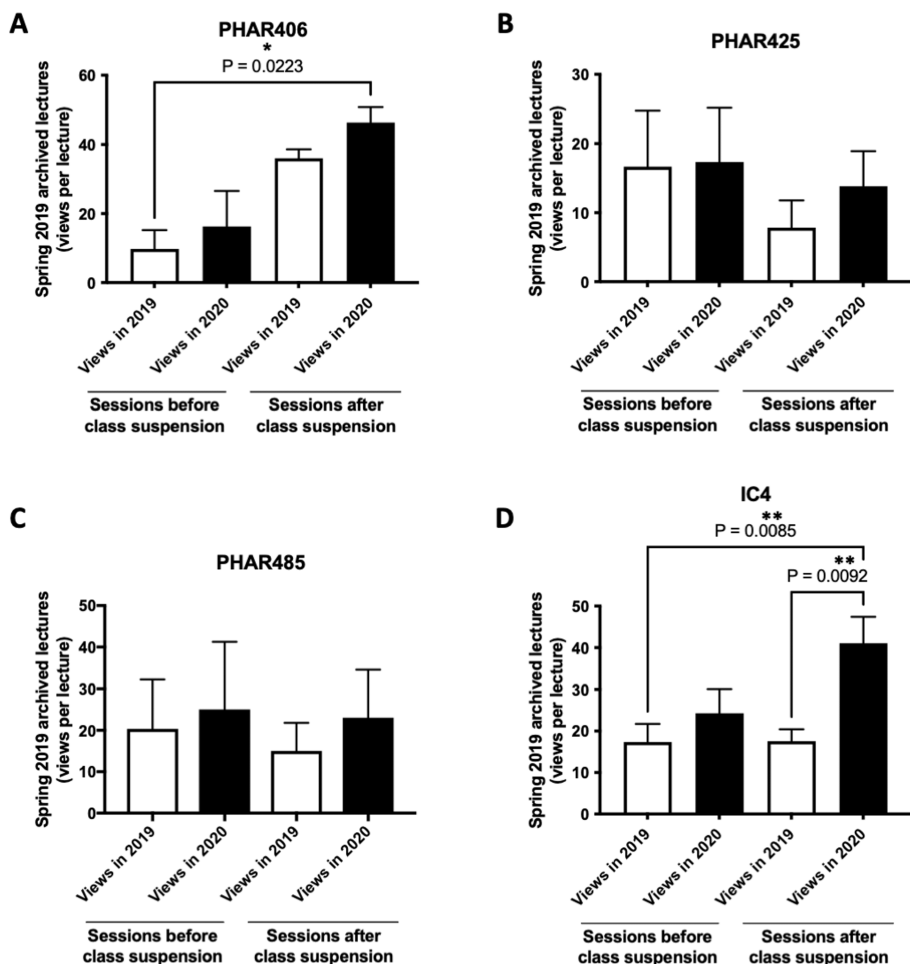 A
PHAR406
*
P = 0.0223
Spring 2019 archived lectures
(views per lecture)
60
40
20
0
Views in 2019
Views in 2020
Views in 2019
Views in 2020
Sessions before
class suspension
Sessions after
class suspension
B
PHAR425
Spring 2019 archived lectures
(views per lecture)
30
20
10
0
Views in 2019
Views in 2020
Views in 2019
Views in 2020
Sessions before
class suspension
Sessions after
class suspension
C
PHAR485
Spring 2019 archived lectures
(views per lecture)
50
40
30
20
10
0
Views in 2019
Views in 2020
Views in 2019
Views in 2020
Sessions before
class suspension
Sessions after
class suspension
D
IC4
**
P = 0.0085
**
P = 0.0092
Spring 2019 archived lectures
(views per lecture)
50
40
30
20
10
0
Views in 2019
Views in 2020
Views in 2019
Views in 2020
Sessions before
class suspension
Sessions after
class suspension